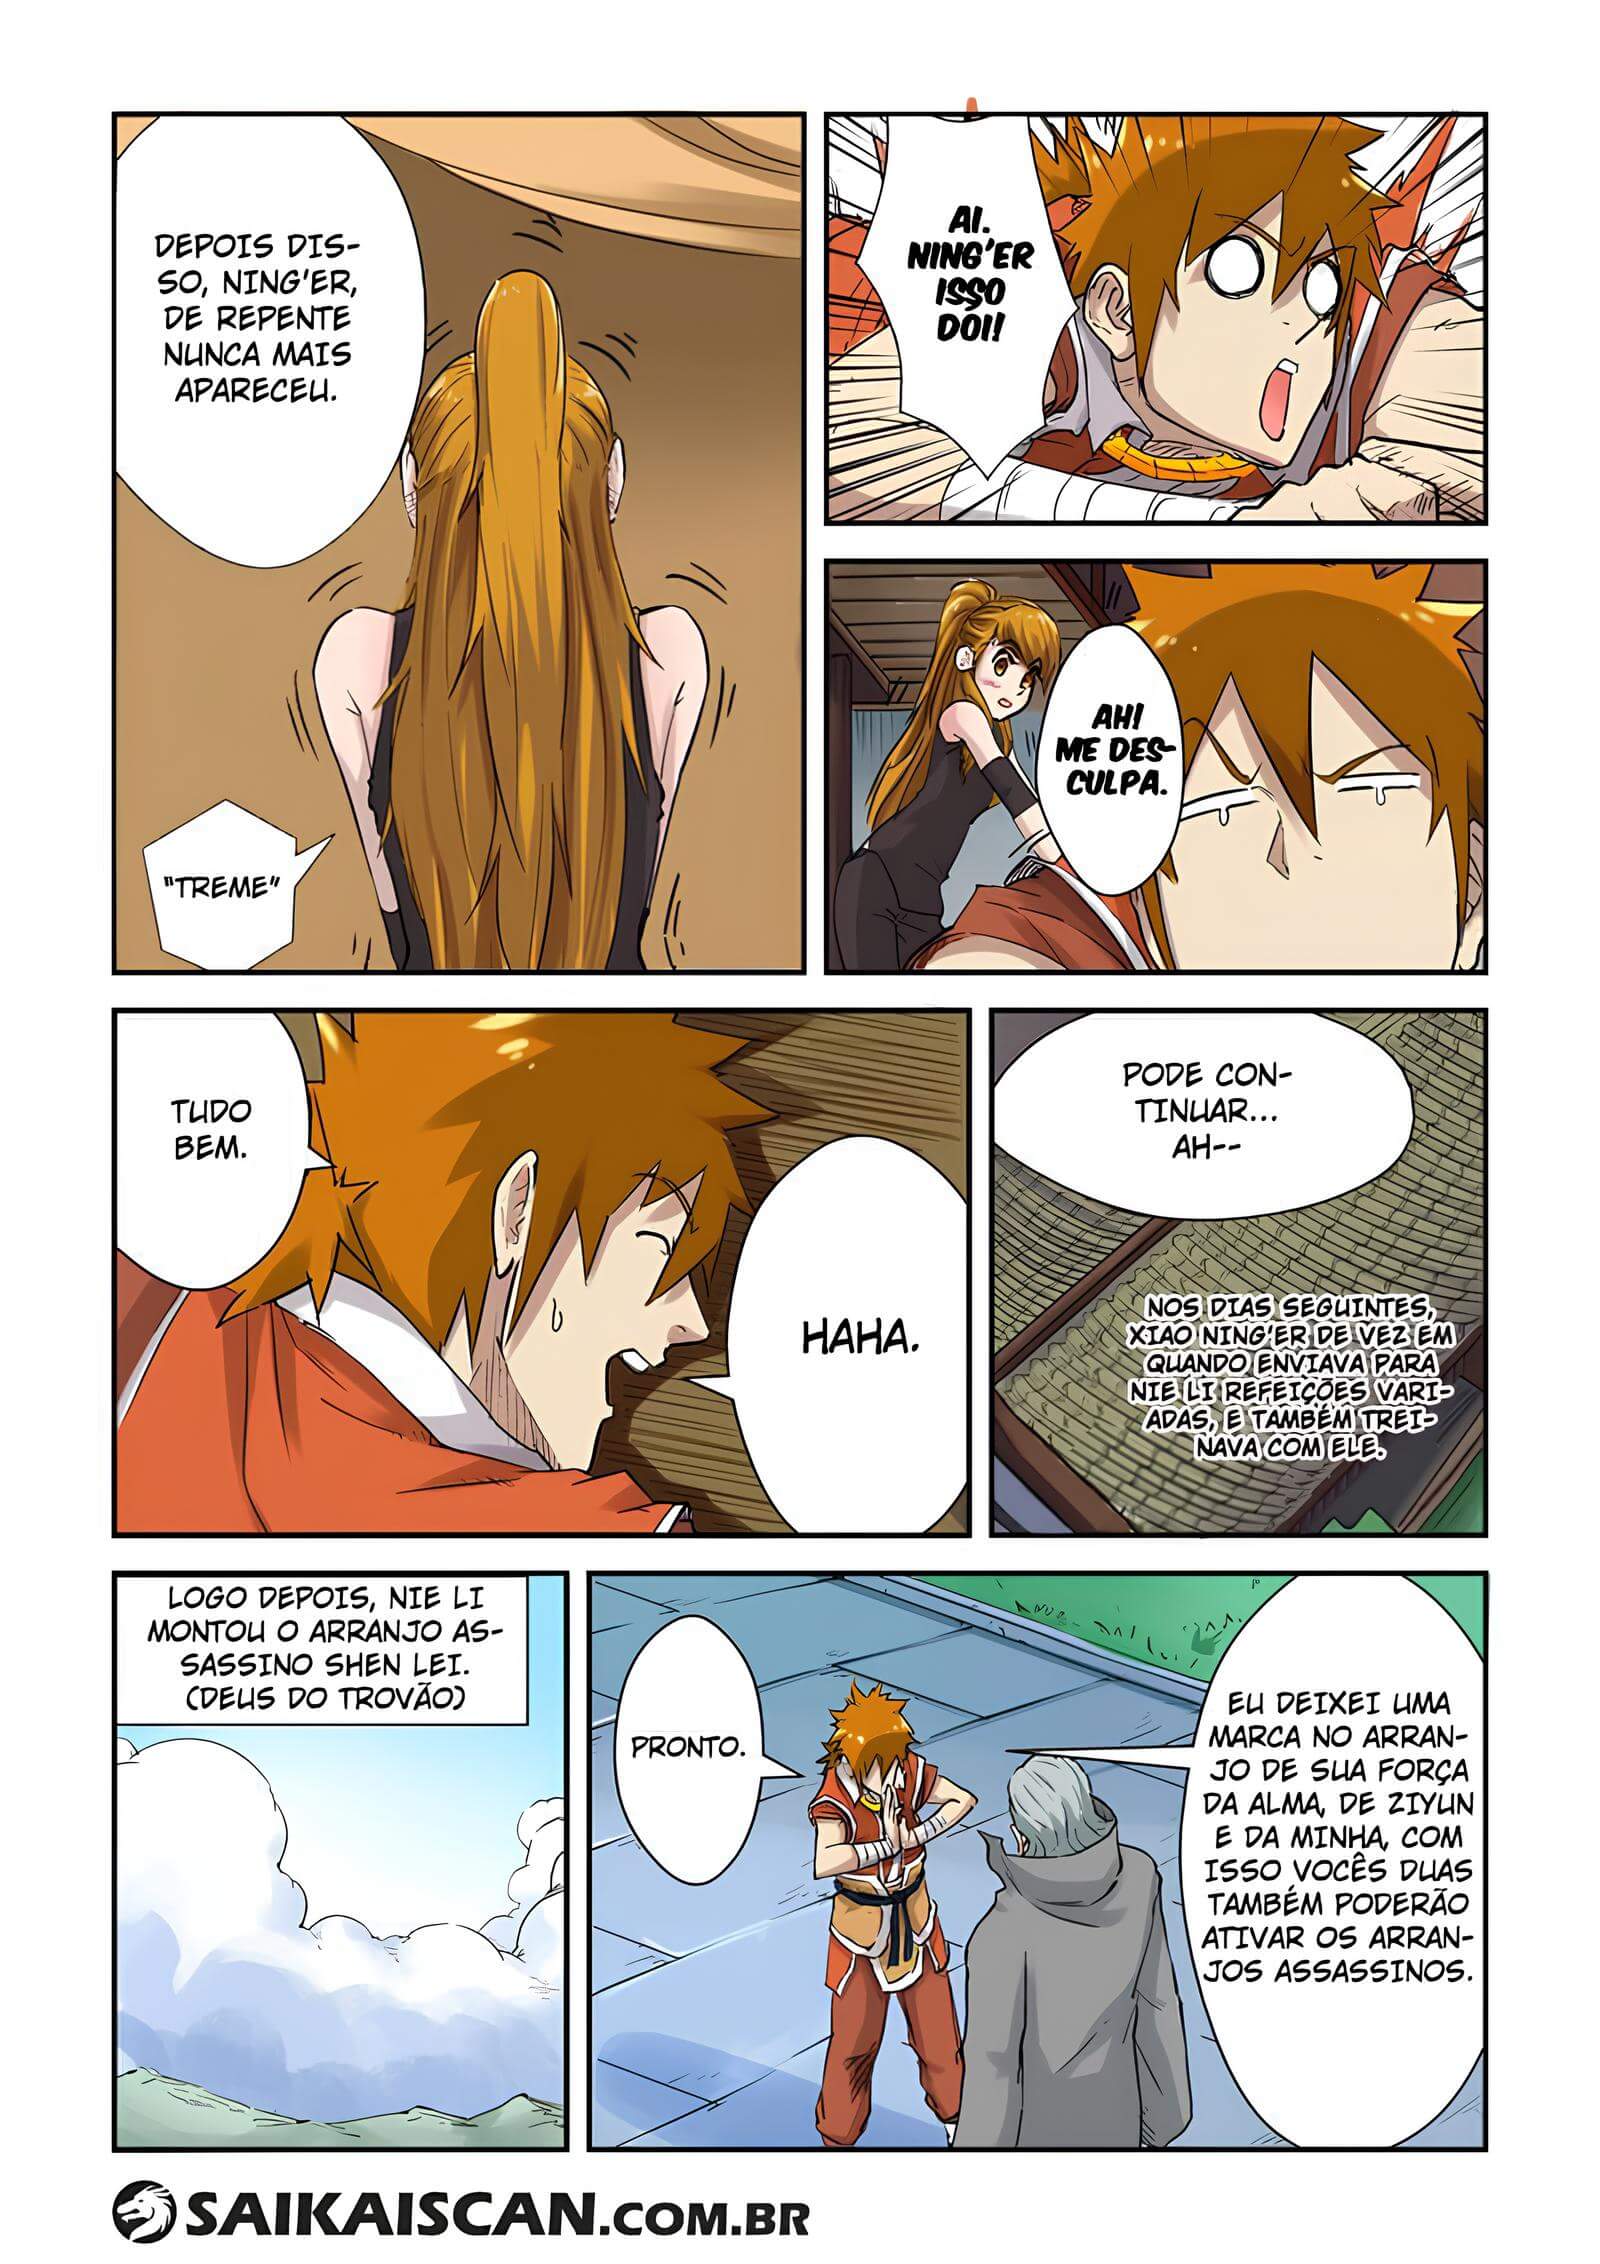 DEPOIS DIS-
SO, NING'ER,
DE REPENTE
NUNCA MAIS
APARECEU.
"TREME"
AI.
NING'ER
ISSO
DOI!
AH!
ME DES-
CULPA.
TUDO
BEM.
HAHA.
PODE CON-
TINUAR...
AH--
NOS DIAS SEGUINTES,
XIAO NING'ER DE VEZ EM
QUANDO ENVIAVA PARA
NIE LI REFEIÇÕES VARI-
ADAS, E TAMBÉM TREI-
NAVA COM ELE.
LOGO DEPOIS, NIE LI
MONTOU O ARRANJO AS-
SASSINO SHEN LEI.
(DEUS DO TROVÃO)
PRONTO.
EU DEIXEI UMA
MARCA NO ARRAN-
JO DE SUA FORÇA
DA ALMA, DE ZIYUN
E DA MINHA, COM
ISSO VOCÊS DUAS
TAMBÉM PODERÃO
ATIVAR OS ARRAN-
JOS ASSASSINOS.
SAIKAISCAN.COM.BR